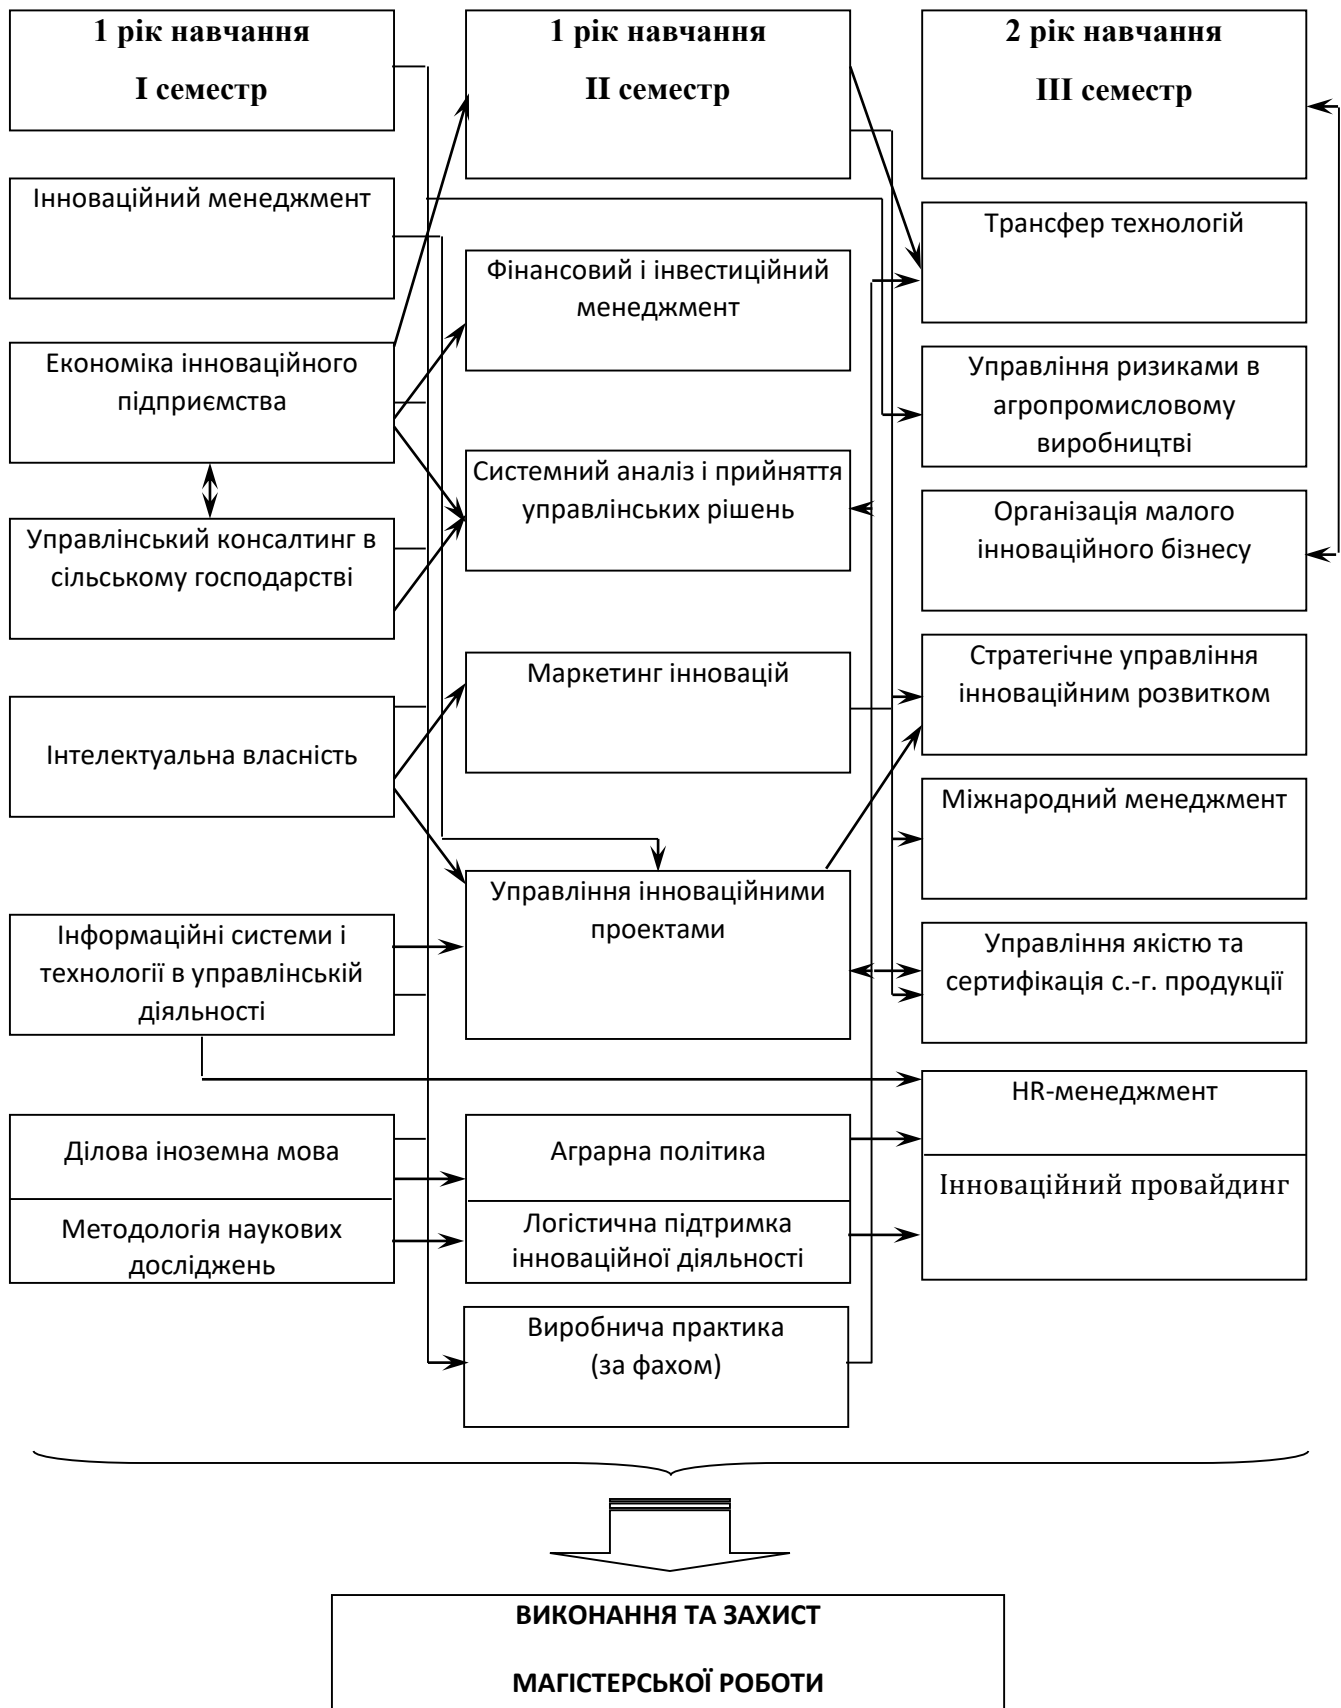 1 рік навчання
І семестр
Інноваційний менеджмент
Економіка інноваційного
підприємства
Управлінський консалтинг в
сільському господарстві
Інтелектуальна власність
Інформаційні системи і
технології в управлінській
діяльності
Ділова іноземна мова
Методологія наукових
досліджень
1 рік навчання
ІІ семестр
Фінансовий і інвестиційний
менеджмент
Системний аналіз і прийняття
управлінських рішень
Маркетинг інновацій
Управління інноваційними
проектами
Аграрна політика
Логістична підтримка
інноваційної діяльності
Виробнича практика
(за фахом)
2 рік навчання
ІІІ семестр
Трансфер технологій
Управління ризиками в
агропромисловому
виробництві
Організація малого
інноваційного бізнесу
Стратегічне управління
інноваційним розвитком
Міжнародний менеджмент
Управління якістю та
сертифікація с.-г. продукції
HR-менеджмент
Інноваційний провайдинг
ВИКОНАННЯ ТА ЗАХИСТ
МАГІСТЕРСЬКОЇ РОБОТИ